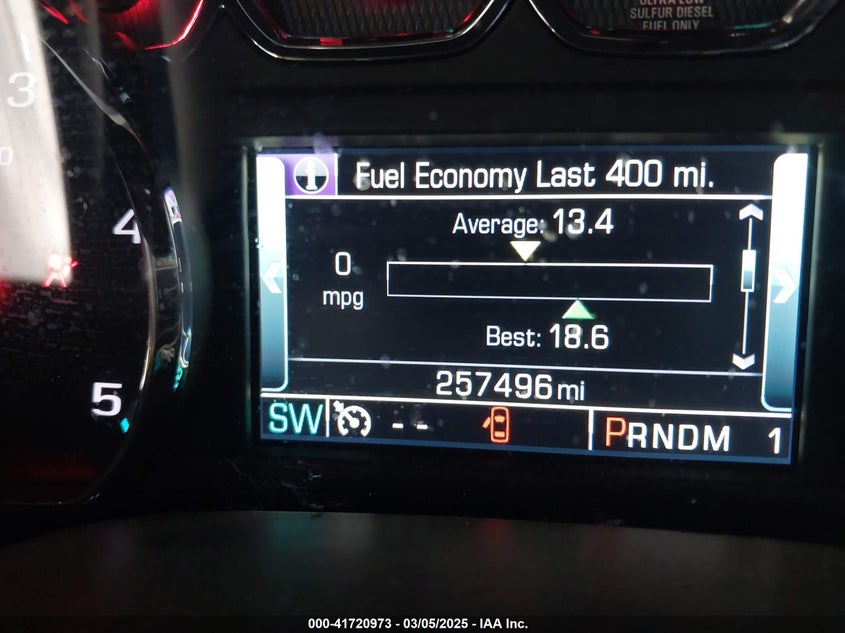 ULTRA LOW
SULFUR DIESEL
FUEL ONLY
3
4
5
i Fuel Economy Last 400 mi.
Average: 13.4
0
mpg
Best: 18.6
257496 mi
SW -- PRNDM 1
000-41720973 - 03/05/2025 - IAA Inc.